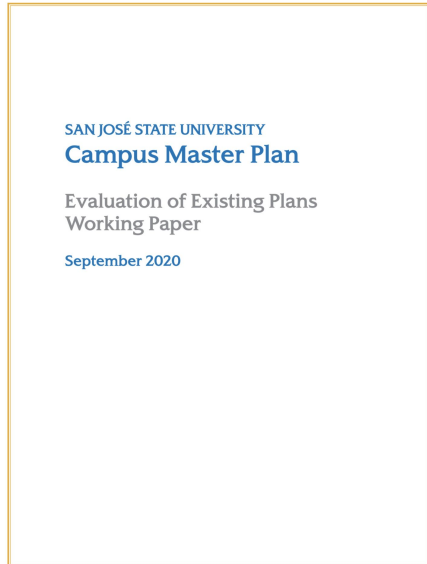 SAN JOSÉ STATE UNIVERSITY
Campus Master Plan
Evaluation of Existing Plans
Working Paper
September 2020